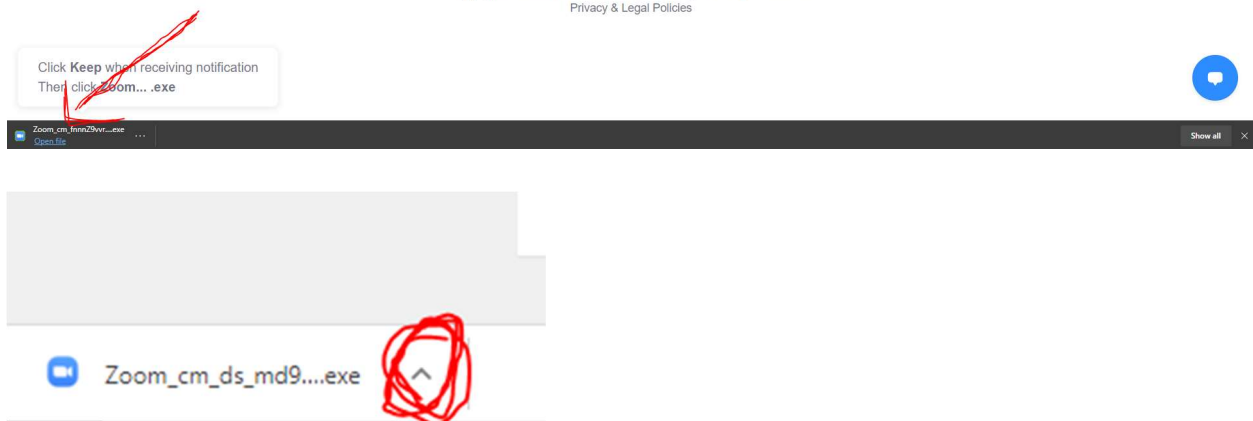 Privacy & Legal Policies
Click Keep when receiving notification
Then click Zoom... .exe
Zoom_cm_fnnnZ9vvr....exe
Open file
...
Show all
Zoom_cm_ds_md9....exe